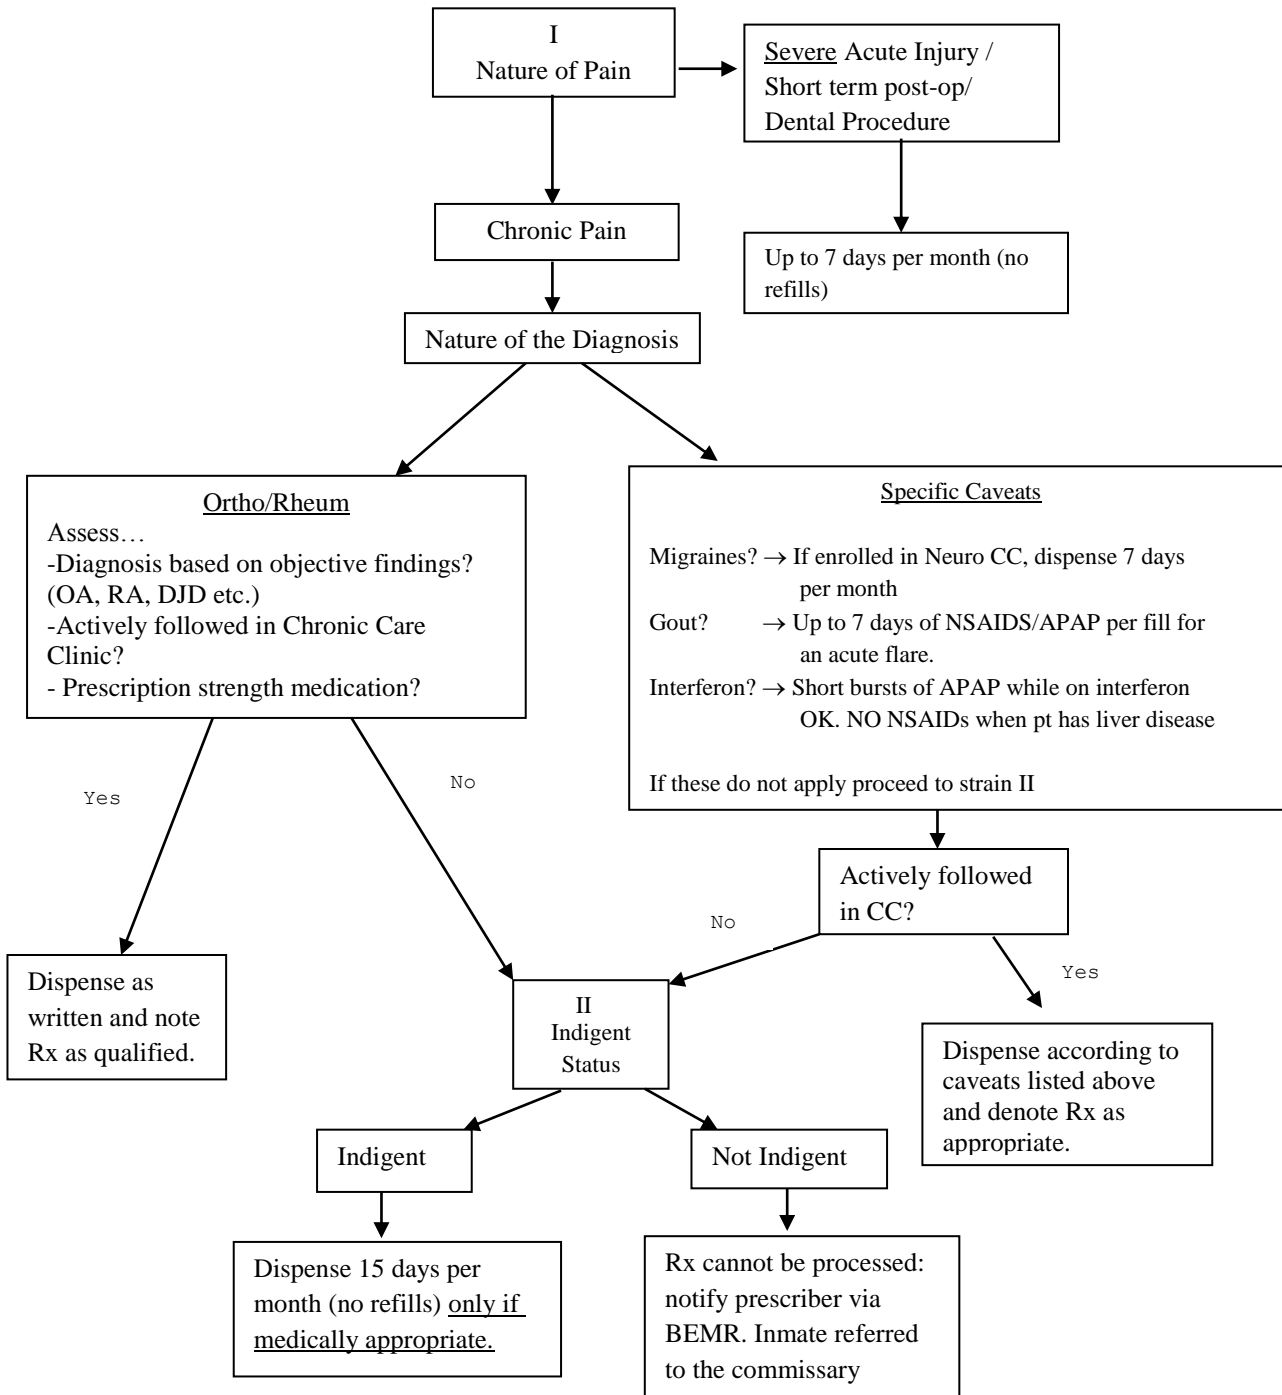 I
Nature of Pain
Severe Acute Injury /
Short term post-op/
Dental Procedure
Chronic Pain
Up to 7 days per month (no
refills)
Nature of the Diagnosis
Ortho/Rheum
Assess…
-Diagnosis based on objective findings?
(OA, RA, DJD etc.)
-Actively followed in Chronic Care
Clinic?
- Prescription strength medication?
Specific Caveats
Migraines? → If enrolled in Neuro CC, dispense 7 days
per month
Gout? → Up to 7 days of NSAIDS/APAP per fill for
an acute flare.
Interferon? → Short bursts of APAP while on interferon
OK. NO NSAIDs when pt has liver disease
If these do not apply proceed to strain II
Yes
No
Actively followed
in CC?
No
Yes
Dispense as
written and note
Rx as qualified.
II
Indigent
Status
Dispense according to
caveats listed above
and denote Rx as
appropriate.
Indigent
Not Indigent
Dispense 15 days per
month (no refills) only if
medically appropriate.
Rx cannot be processed:
notify prescriber via
BEMR. Inmate referred
to the commissary